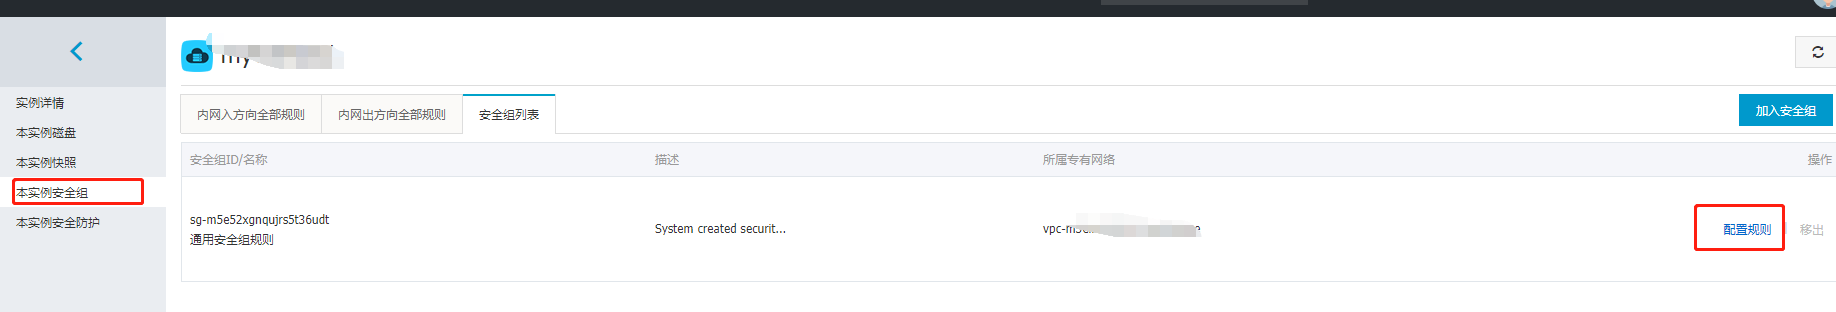 my
实例详情
本实例磁盘
本实例快照
本实例安全组
本实例安全防护
内网入方向全部规则 内网出方向全部规则 安全组列表
加入安全组
安全组ID/名称 描述 所属专有网络 操作
sg-m5e52xgnqujrs5t36udt
通用安全组规则
System created securit...
vpc-m5
配置规则 移出